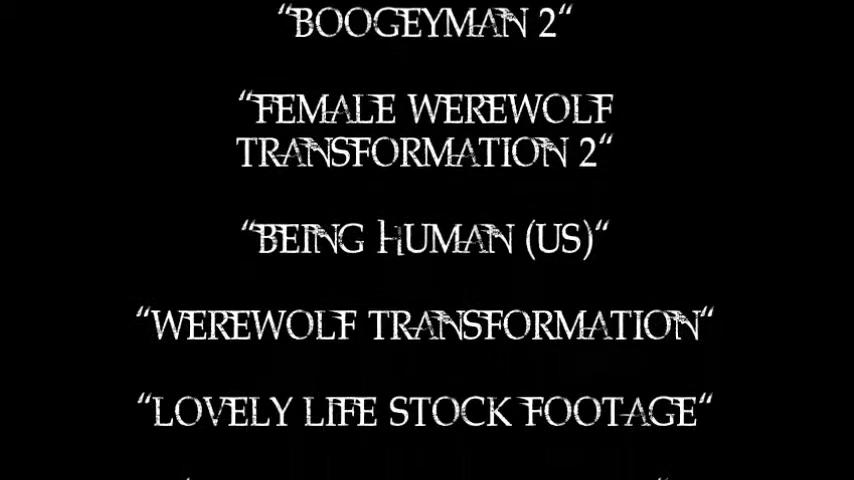 “BOOGEYMAN 2“
“FEMALE WEREWOLF
TRANSFORMATION 2“
“BEING HUMAN (US)“
“WEREWOLF TRANSFORMATION“
“LOVELY LIFE STOCK FOOTAGE“